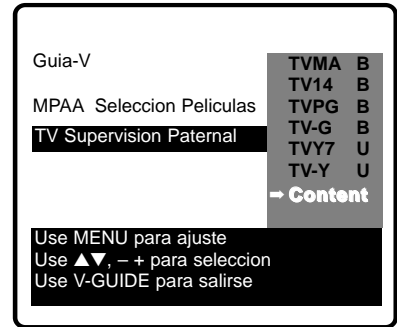 Guia-V
MPAA Seleccion Peliculas
TV Supervision Paternal
TVMA B
TV14 B
TVPG B
TV-G B
TVY7 U
TV-Y U
➡ Content
Use MENU para ajuste
Use ▲▼, – + para seleccion
Use V-GUIDE para salirse